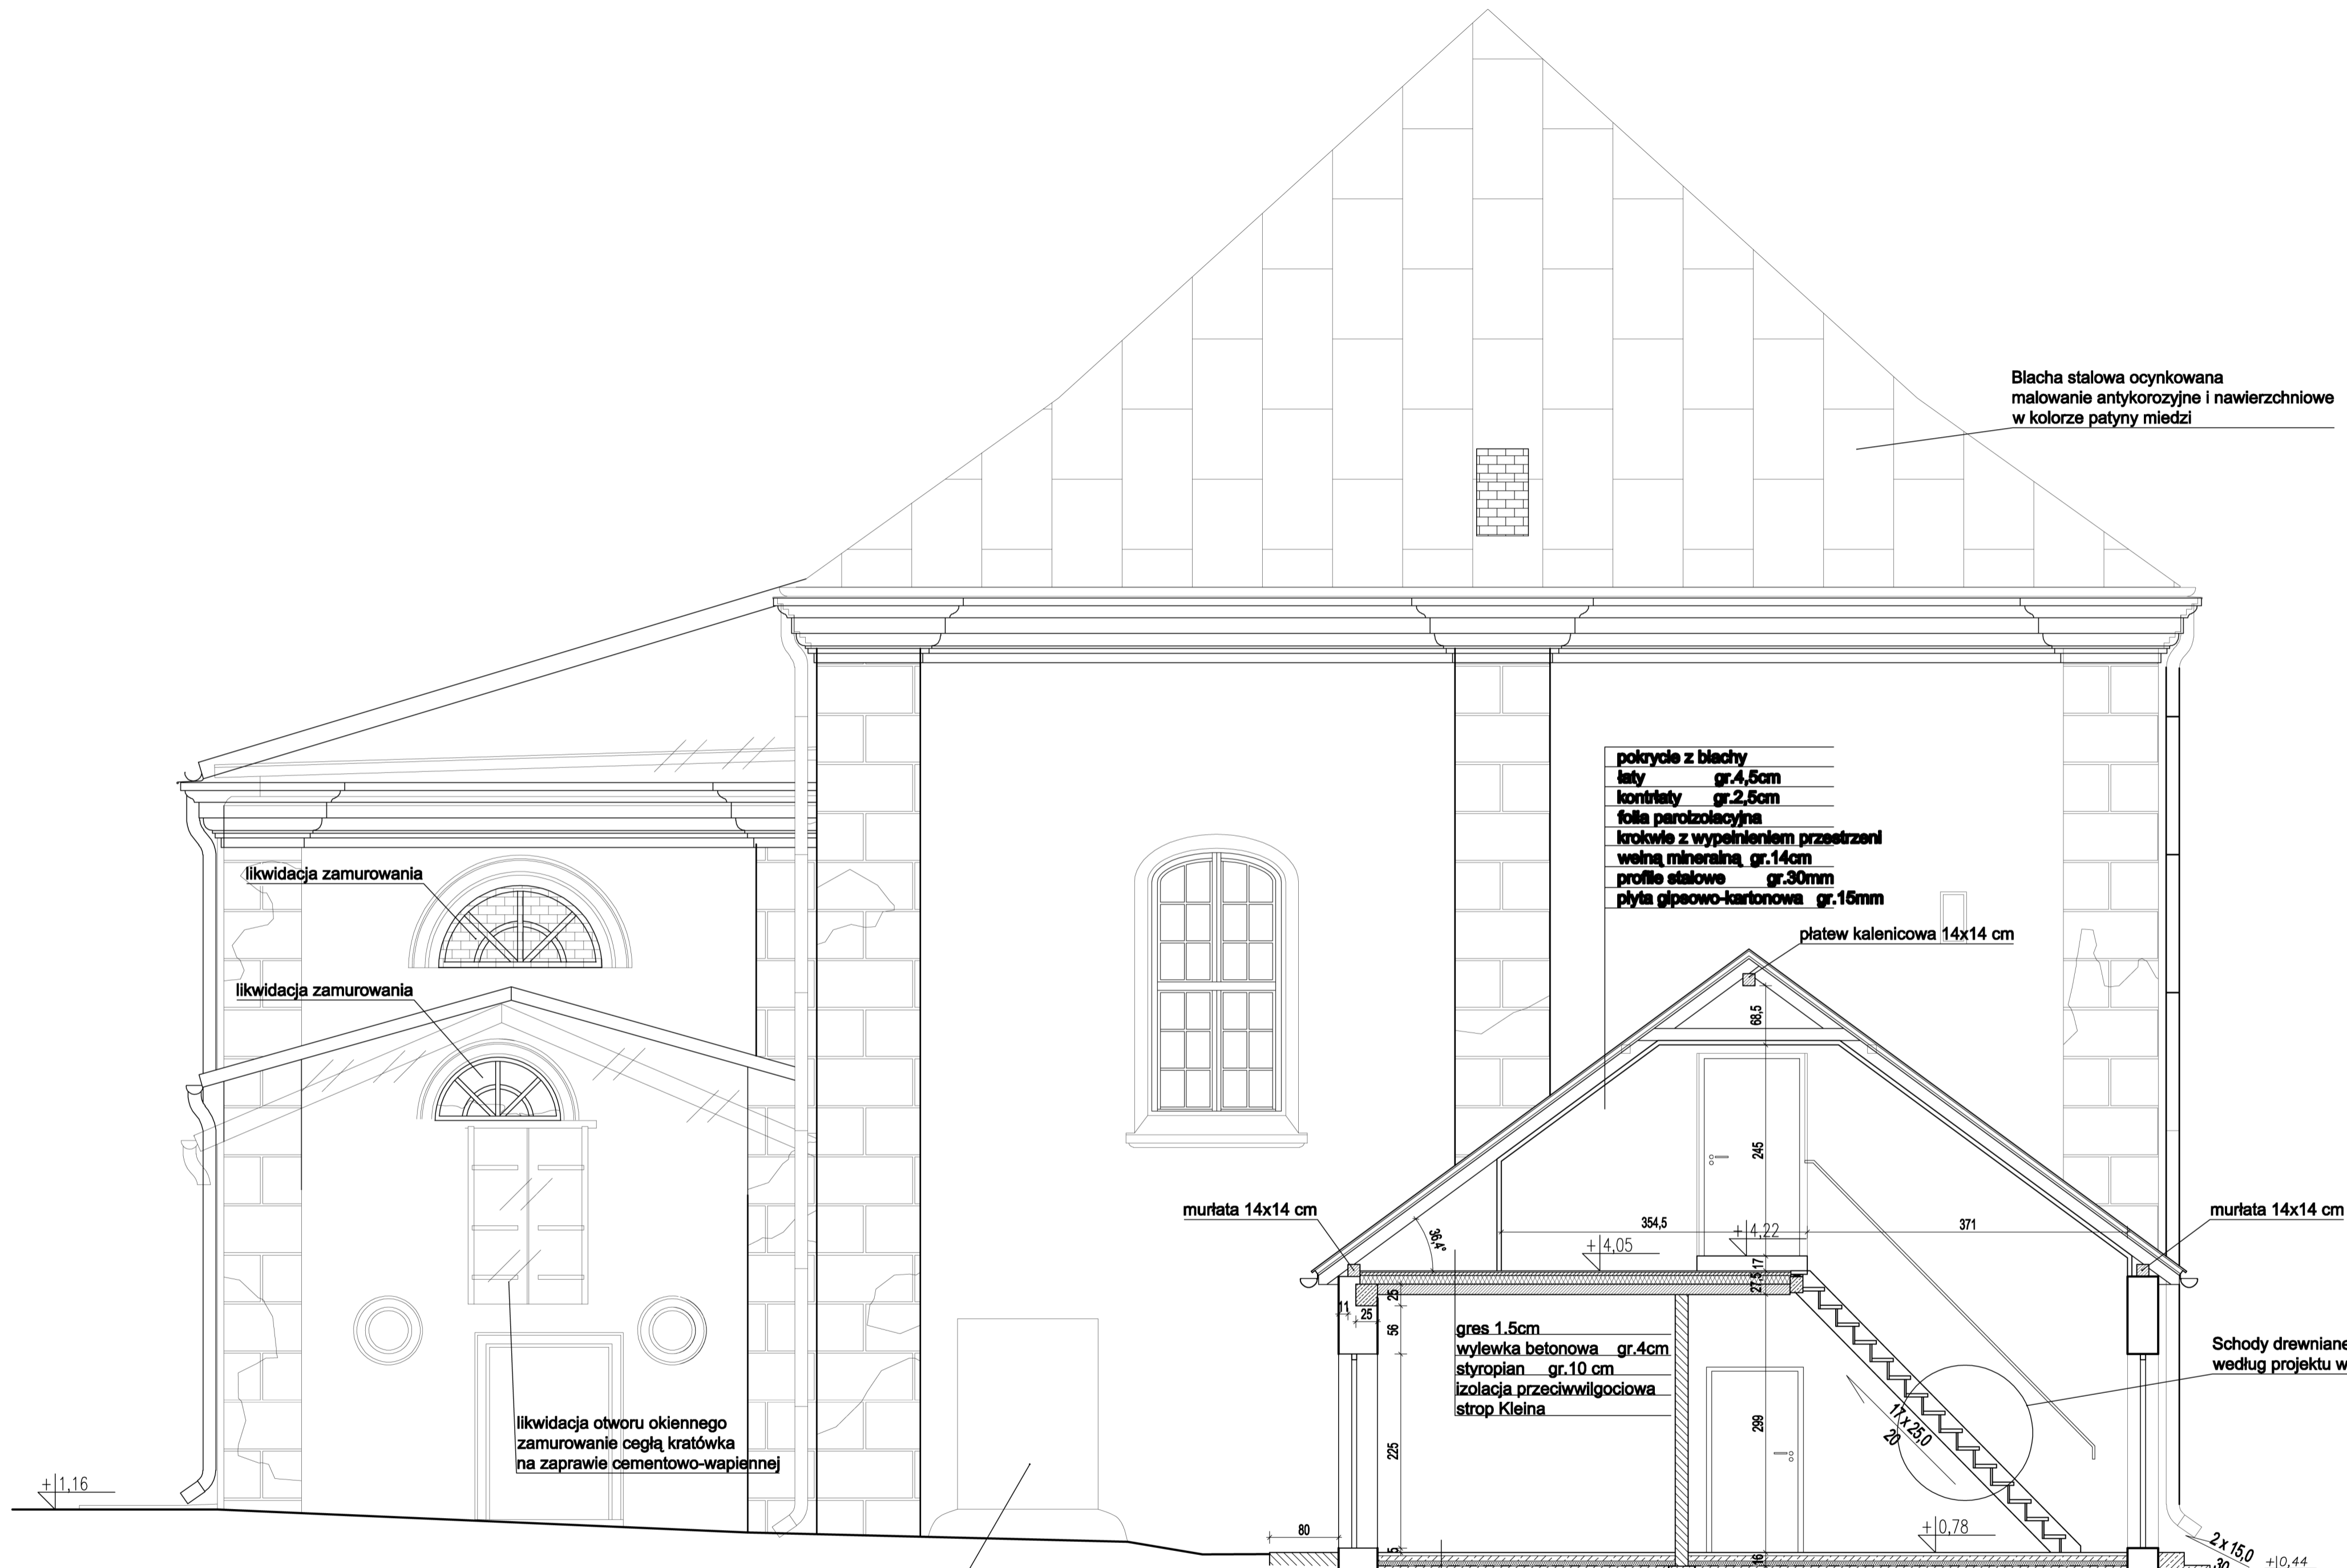 Blacha stalowa ocynkowana
malowanie antykorozyjne i nawierzchniowe
w kolorze patyny miedzi
pokrycie z blachy
łaty gr.4,5cm
kontrłaty gr.2,5cm
folia paroizolacyjna
krokwie z wypełnieniem przestrzeni
wełną mineralną gr.14cm
profile stalowe gr.30mm
płyta gipsowo-kartonowa gr.15mm
płatew kalenicowa 14x14 cm
likwidacja zamurowania
likwidacja zamurowania
68,5
245
murłata 14x14 cm
murłata 14x14 cm
36,4°
354,5
371
+4,22
+4,05
17
27,5
25
11
25
56
gres 1.5cm
wylewka betonowa gr.4cm
styropian gr.10 cm
izolacja przeciwwilgociowa
strop Kleina
Schody drewniane
według projektu w
17 x 25,0
20
299
225
likwidacja otworu okiennego
zamurowanie cegłą kratówka
na zaprawie cementowo-wapiennej
+1,16
80
5
16
+0,78
2 x 15,0
30
+0,44